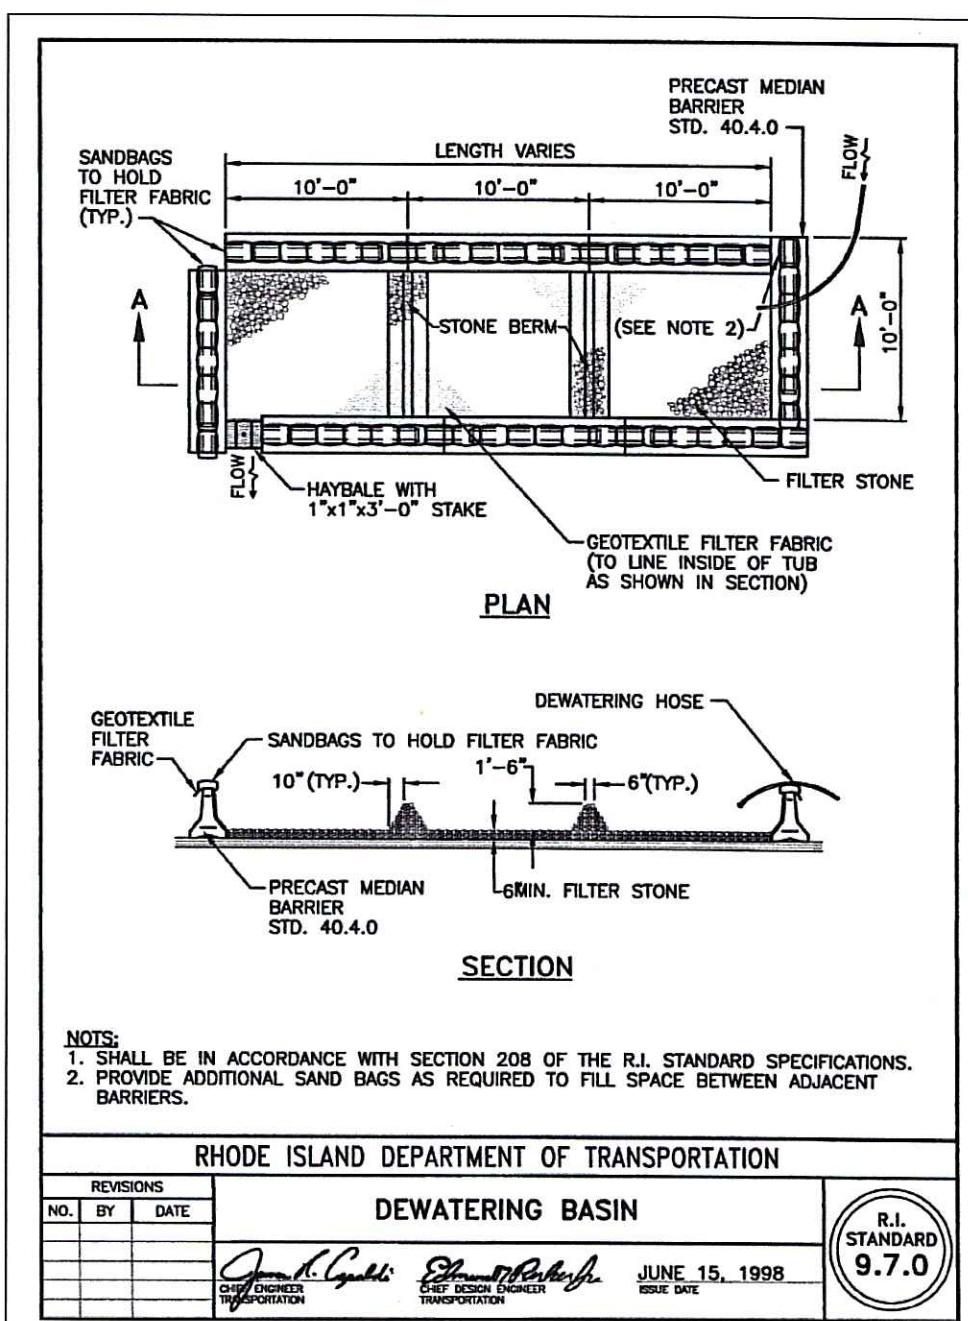 PRECAST MEDIAN
BARRIER
STD. 40.4.0
FLOW
SANDBAGS
TO HOLD
FILTER FABRIC
(TYP.)
LENGTH VARIES
10'-0"
10'-0"
10'-0"
A
STONE BERM
(SEE NOTE 2)
A
10'-0"
FLOW
HAYBALE WITH
1"x1"x3'-0" STAKE
FILTER STONE
GEOTEXTILE FILTER FABRIC
(TO LINE INSIDE OF TUB
AS SHOWN IN SECTION)
PLAN
DEWATERING HOSE
GEOTEXTILE
FILTER
FABRIC
SANDBAGS TO HOLD FILTER FABRIC
10" (TYP.)
1'-6"
6"(TYP.)
PRECAST MEDIAN
BARRIER
STD. 40.4.0
6"MIN. FILTER STONE
SECTION
NOTS:
1. SHALL BE IN ACCORDANCE WITH SECTION 208 OF THE R.I. STANDARD SPECIFICATIONS.
2. PROVIDE ADDITIONAL SAND BAGS AS REQUIRED TO FILL SPACE BETWEEN ADJACENT
BARRIERS.
RHODE ISLAND DEPARTMENT OF TRANSPORTATION
REVISIONS
NO. BY DATE
DEWATERING BASIN
CHIEF ENGINEER
TRANSPORTATION
CHIEF DESIGN ENGINEER
TRANSPORTATION
JUNE 15, 1998
ISSUE DATE
R.I.
STANDARD
9.7.0